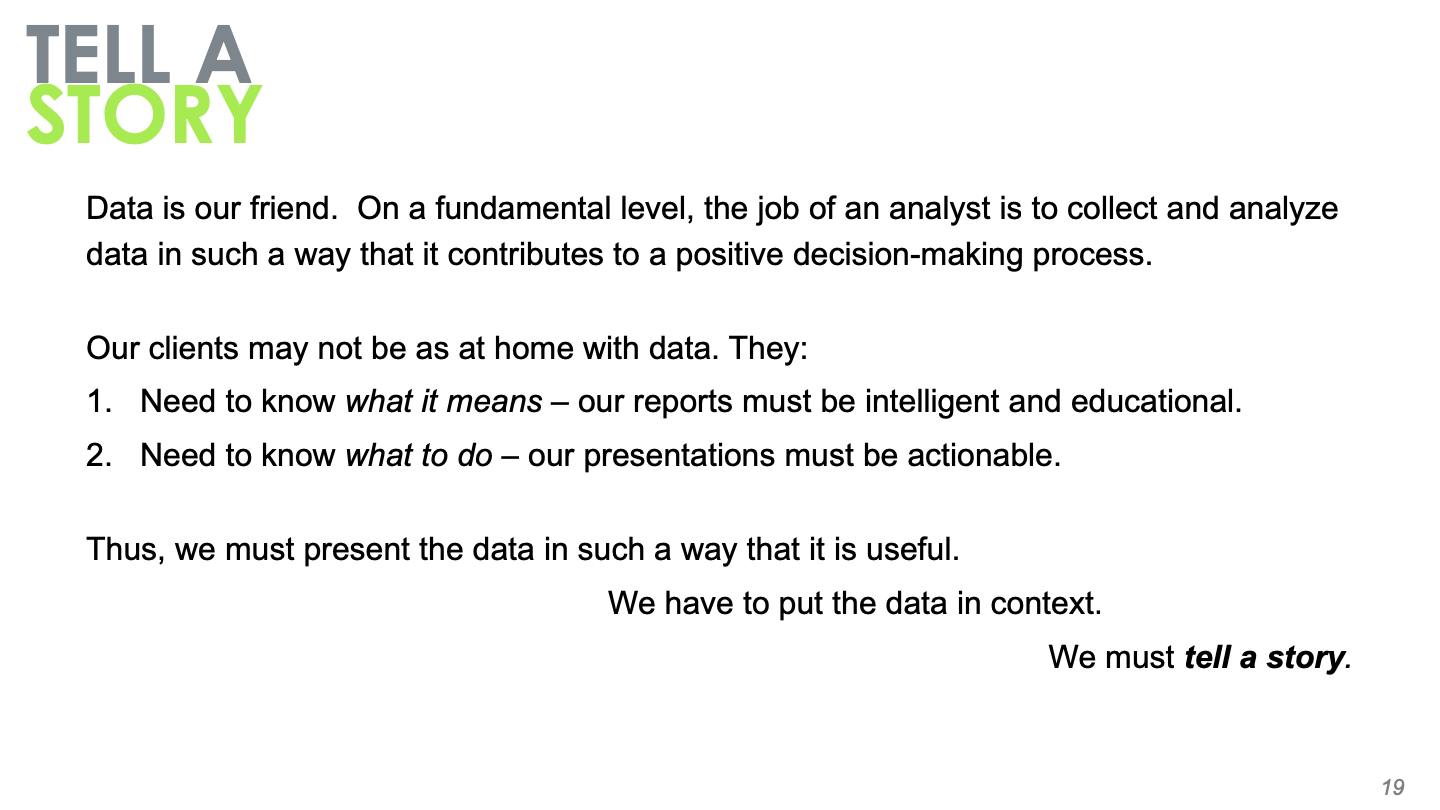 TELL A
STORY
Data is our friend.  On a fundamental level, the job of an analyst is to collect and analyze
data in such a way that it contributes to a positive decision-making process.
Our clients may not be as at home with data. They:
1. Need to know what it means – our reports must be intelligent and educational.
2. Need to know what to do – our presentations must be actionable.
Thus, we must present the data in such a way that it is useful.
We have to put the data in context.
We must tell a story.
19